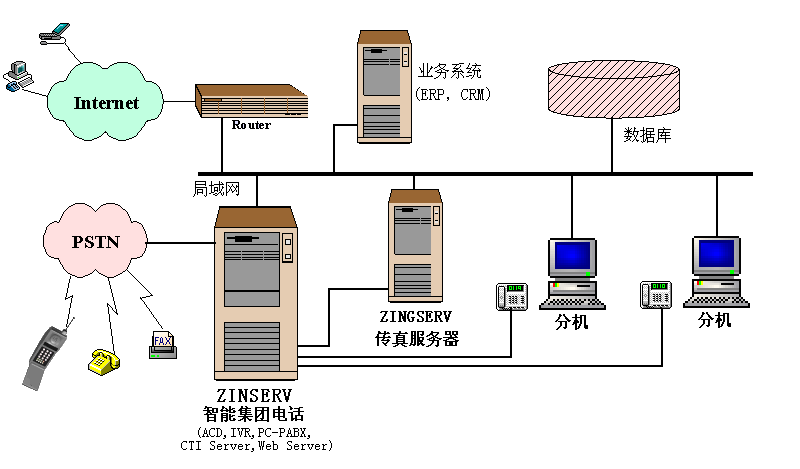 业务系统
(ERP, CRM)
Internet
Router
数据库
局域网
PSTN
FAX
ZINGSERV
传真服务器
分机
分机
ZINSERV
智能集团电话
(ACD,IVR,PC-PABX,
CTI Server,Web Server)